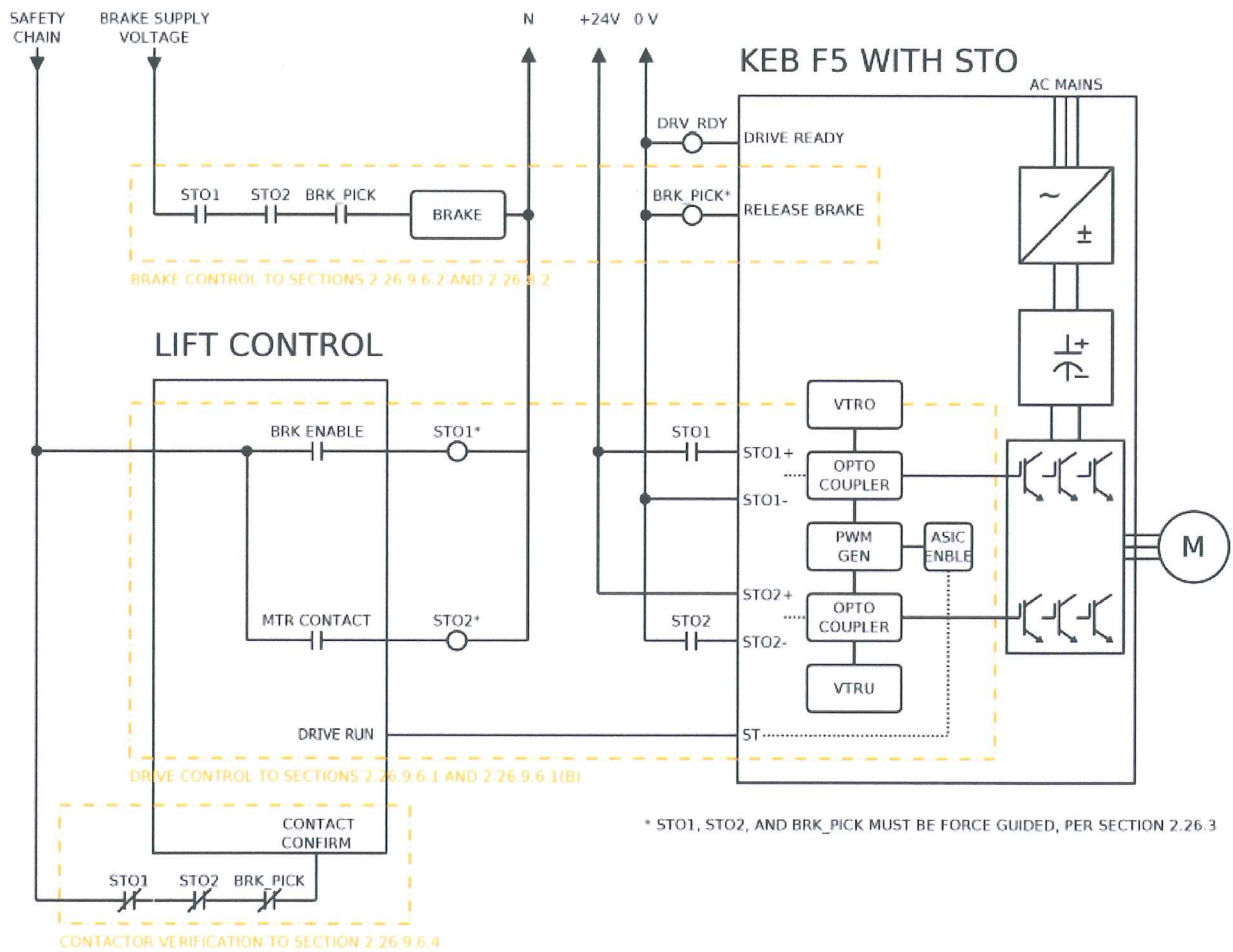 SAFETY
CHAIN
BRAKE SUPPLY
VOLTAGE
N
+24V
0 V
KEB F5 WITH STO
AC MAINS
DRV_RDY
DRIVE READY
STO1
STO2
BRK_PICK
BRAKE
BRK_PICK*
RELEASE BRAKE
~
±
BRAKE CONTROL TO SECTIONS 2.26.9.6.2 AND 2.26.8.2
+
-
LIFT CONTROL
VTRO
BRK ENABLE
STO1*
STO1
STO1+
OPTO
COUPLER
STO1-
PWM
GEN
ASIC
ENBLE
M
STO2+
MTR CONTACT
STO2*
STO2
OPTO
COUPLER
STO2-
VTRU
DRIVE RUN
ST
DRIVE CONTROL TO SECTIONS 2.26.9.6.1 AND 2.26.9.6.1(B)
CONTACT
CONFIRM
* STO1, STO2, AND BRK_PICK MUST BE FORCE GUIDED, PER SECTION 2.26.3
STO1
STO2
BRK_PICK
CONTACTOR VERIFICATION TO SECTION 2.26.9.6.4